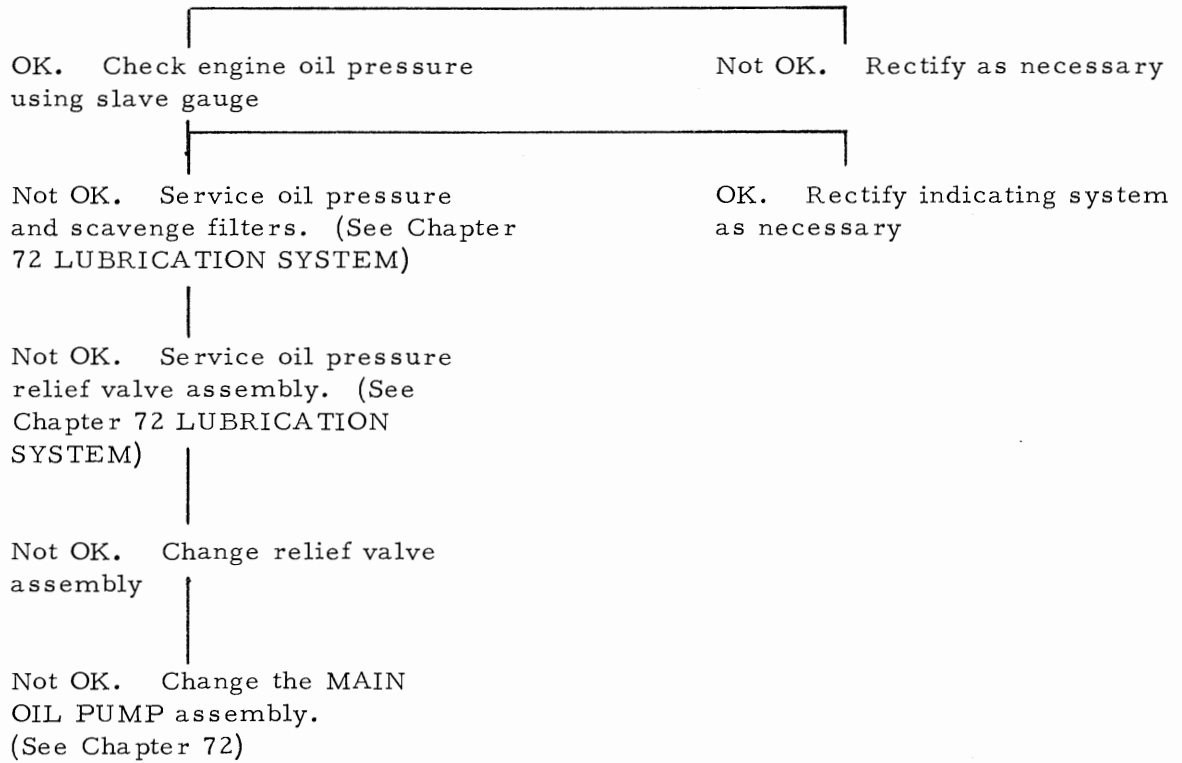 OK. Check engine oil pressure
using slave gauge
Not OK. Rectify as necessary
Not OK. Service oil pressure
and scavenge filters. (See Chapter
72 LUBRICATION SYSTEM)
OK. Rectify indicating system
as necessary
Not OK. Service oil pressure
relief valve assembly. (See
Chapter 72 LUBRICATION
SYSTEM)
Not OK. Change relief valve
assembly
Not OK. Change the MAIN
OIL PUMP assembly.
(See Chapter 72)